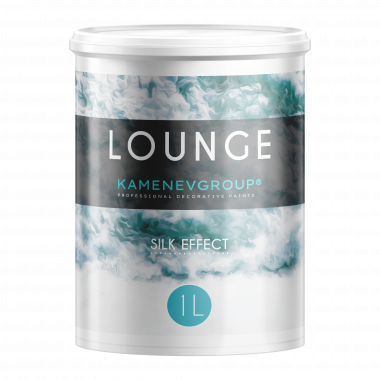 LOUNGE
KAMENEVGROUP®
PROFESSIONAL DECORATIVE PAINTS
SILK EFFECT
1L